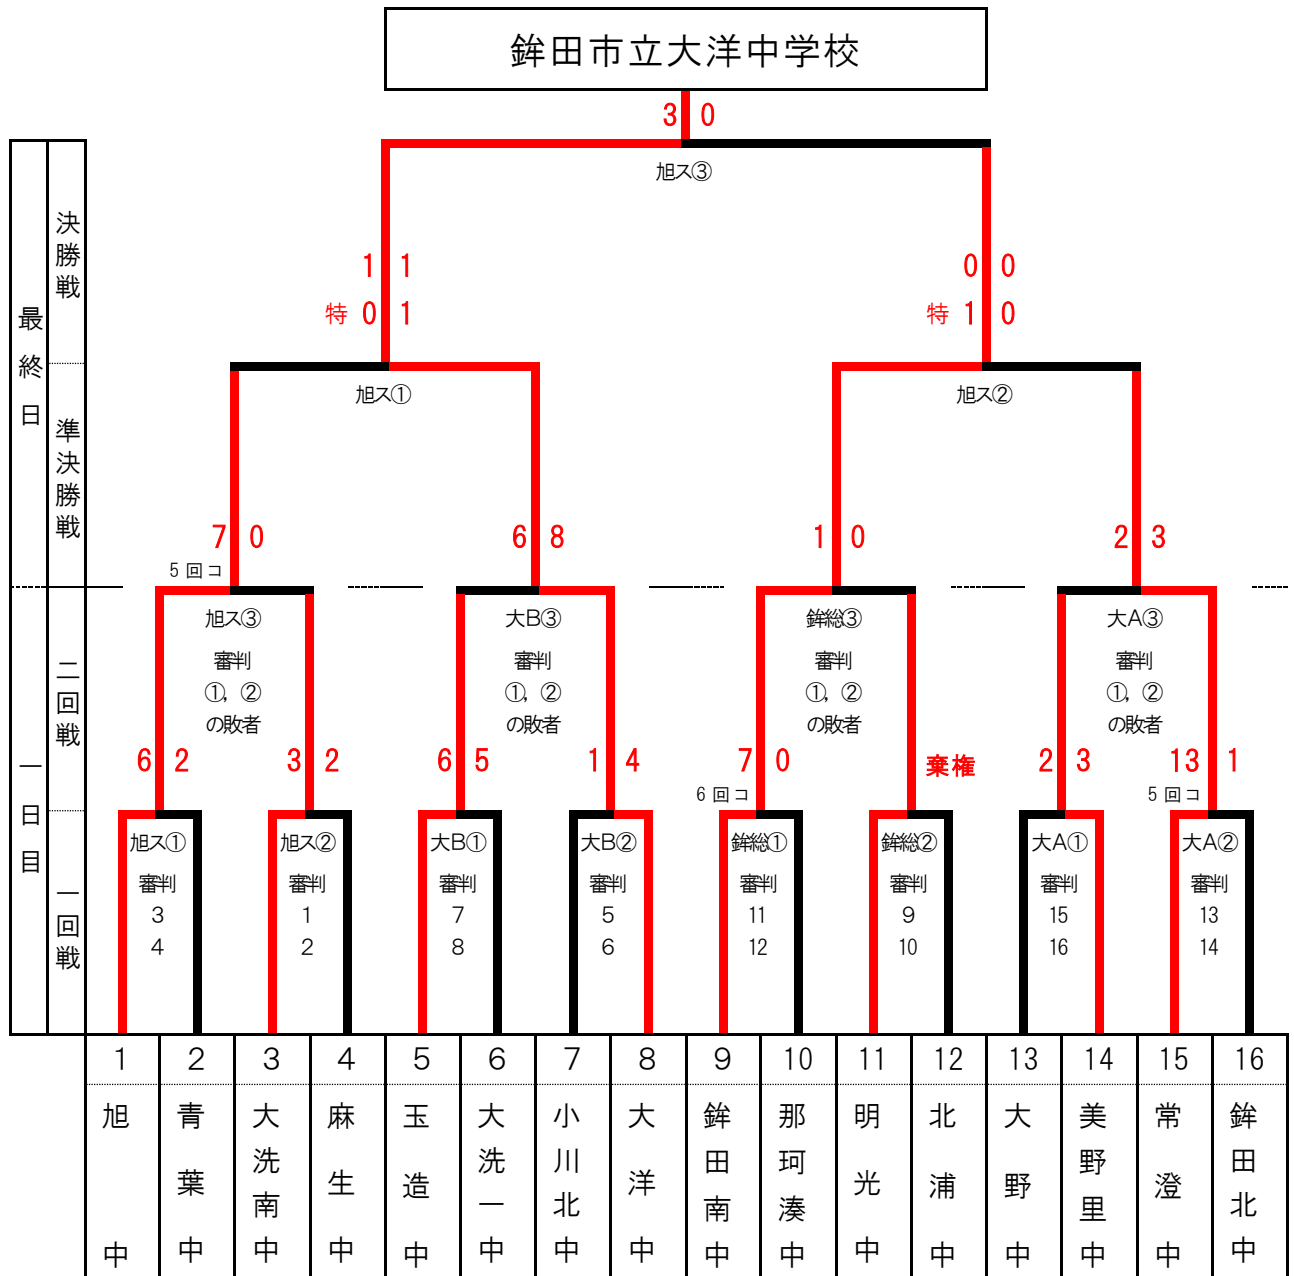 鉾田市立大洋中学校
3 0
旭ス③
決勝戦
1 1
特 0 1
0 0
特 1 0
最終日
旭ス①
旭ス②
準決勝戦
7 0
5回コ
6 8
1 0
2 3
旭ス③
審判
①, ②
の敗者
大B③
審判
①, ②
の敗者
鉾総③
審判
①, ②
の敗者
大A③
審判
①, ②
の敗者
二回戦
6 2
3 2
6 5
1 4
7 0
6回コ
棄権
2 3
13 1
5回コ
一日目
一回戦
旭ス①
審判
3
4
旭ス②
審判
1
2
大B①
審判
7
8
大B②
審判
5
6
鉾総①
審判
11
12
鉾総②
審判
9
10
大A①
審判
15
16
大A②
審判
13
14
1 2 3 4 5 6 7 8 9 10 11 12 13 14 15 16
旭中
青葉中
大洗南中
麻生中
玉造中
大洗一中
小川北中
大洋中
鉾田南中
那珂湊中
明光中
北浦中
大野中
美野里中
常澄中
鉾田北中